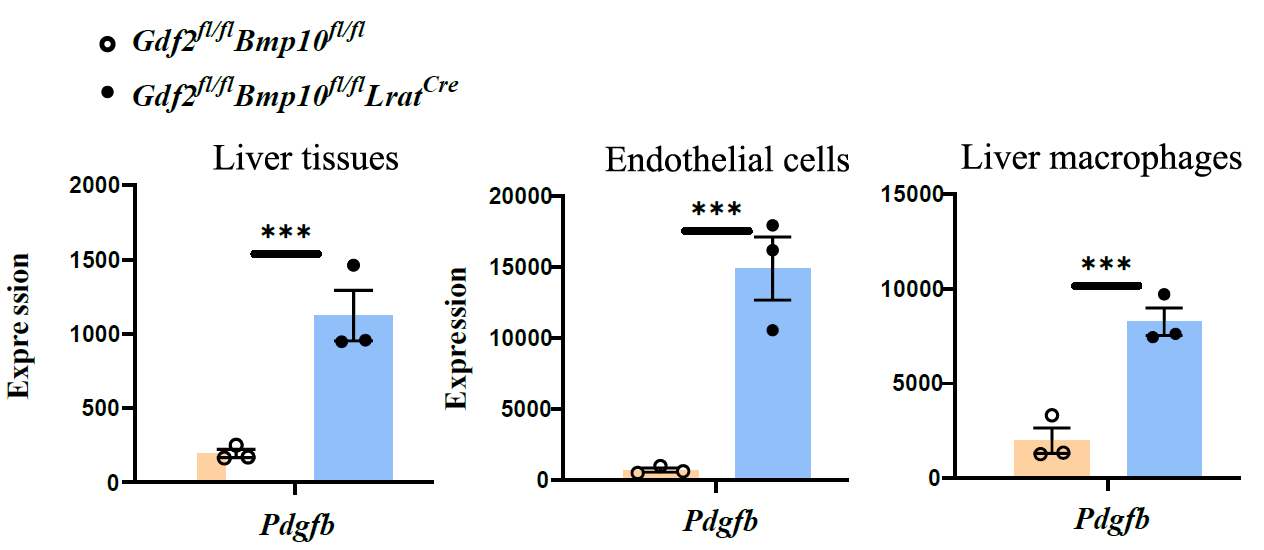 Gdf2fl/flBmp10fl/fl
Gdf2fl/flBmp10fl/flLratCre
Liver tissues
Expression
2000
1500
1000
500
0
***
Pdgfb
Endothelial cells
Expression
20000
15000
10000
5000
0
***
Pdgfb
Liver macrophages
15000
10000
5000
0
***
Pdgfb